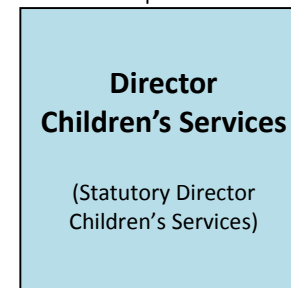 Director
Children’s Services
(Statutory Director
Children’s Services)